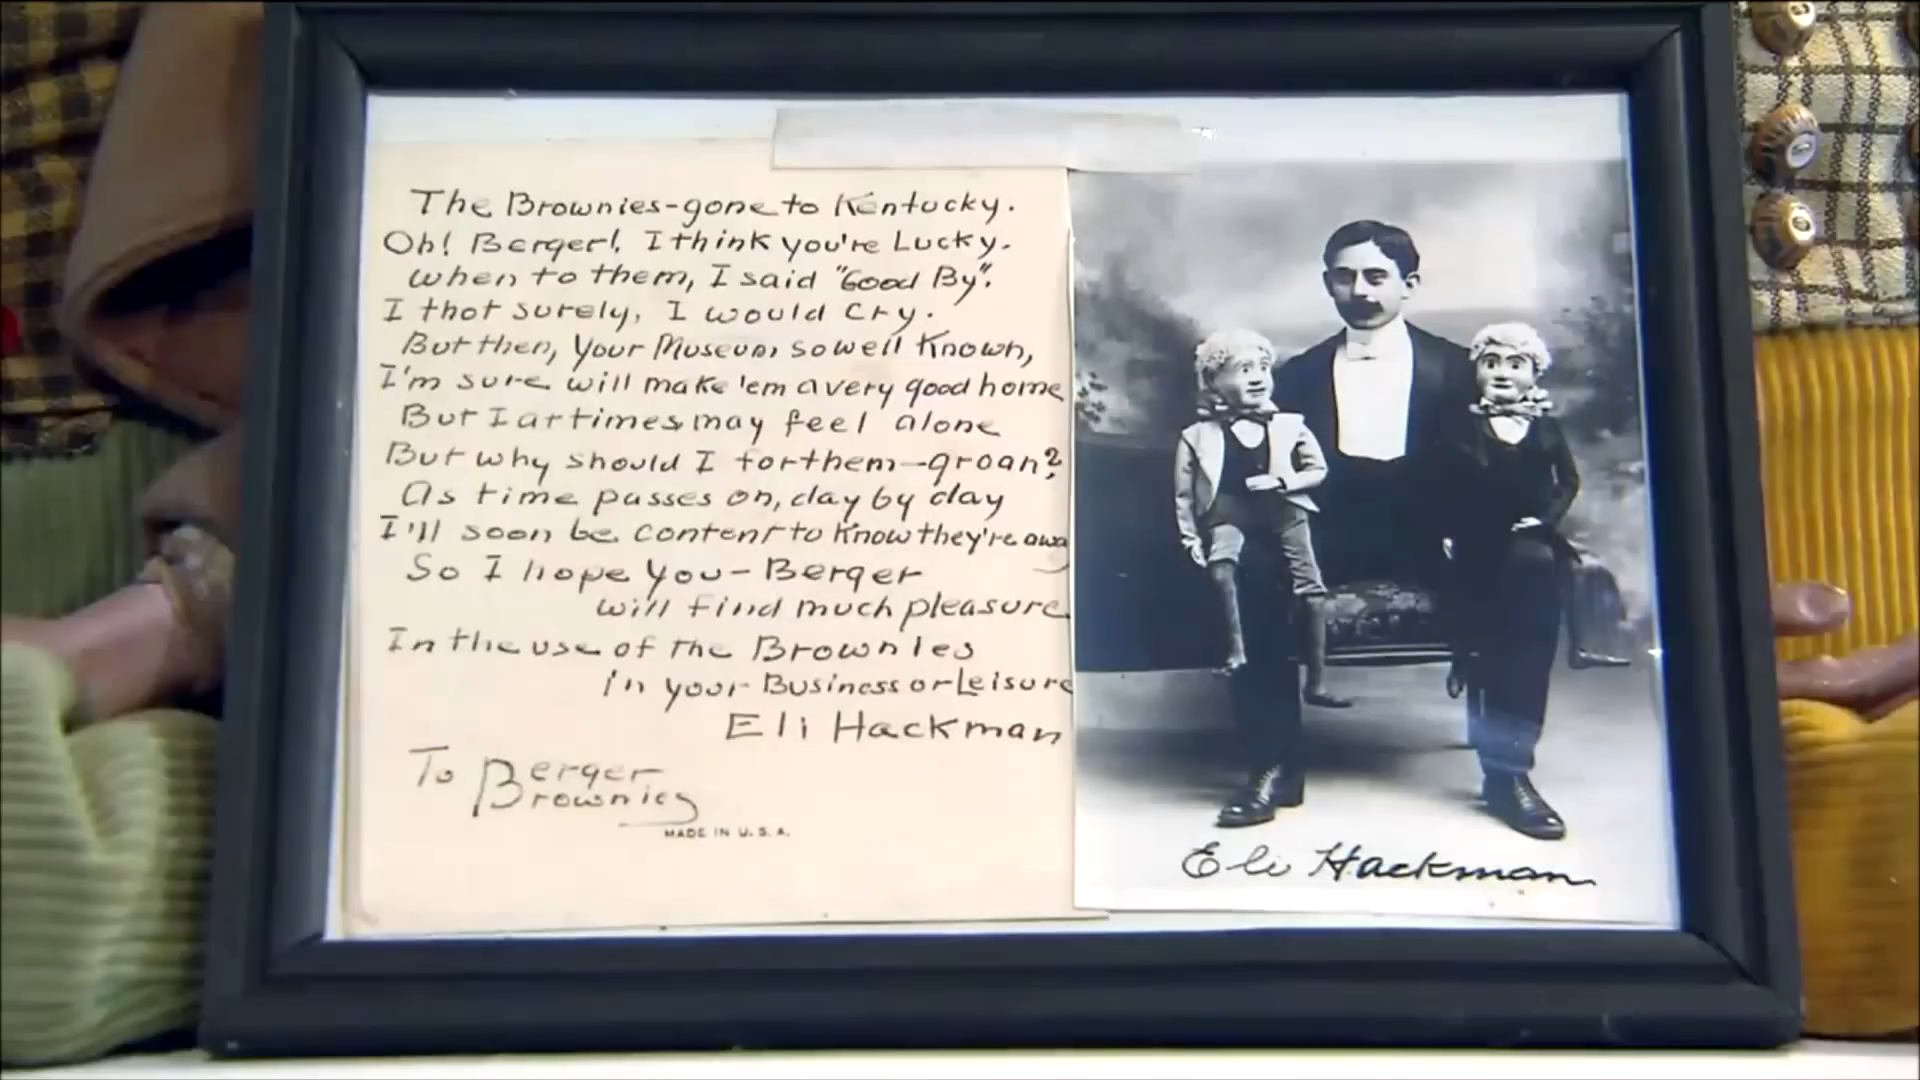 The Brownies-gone to Kentucky.
Oh! Berger!, I think you're Lucky.
when to them, I said "Good By".
I thot surely, I would Cry.
But then, Your Museum so well Known,
I'm sure will make 'em a very good home
But I at times may feel alone
But why should I for them—groan?
As time passes on, day by day
I'll soon be content to Know they're away
So I hope You- Berger
will find much pleasure
In the use of the Brownies
in your Business or Leisure
Eli Hackman
To Berger
Brownies
MADE IN U.S.A.
Eli Hackman